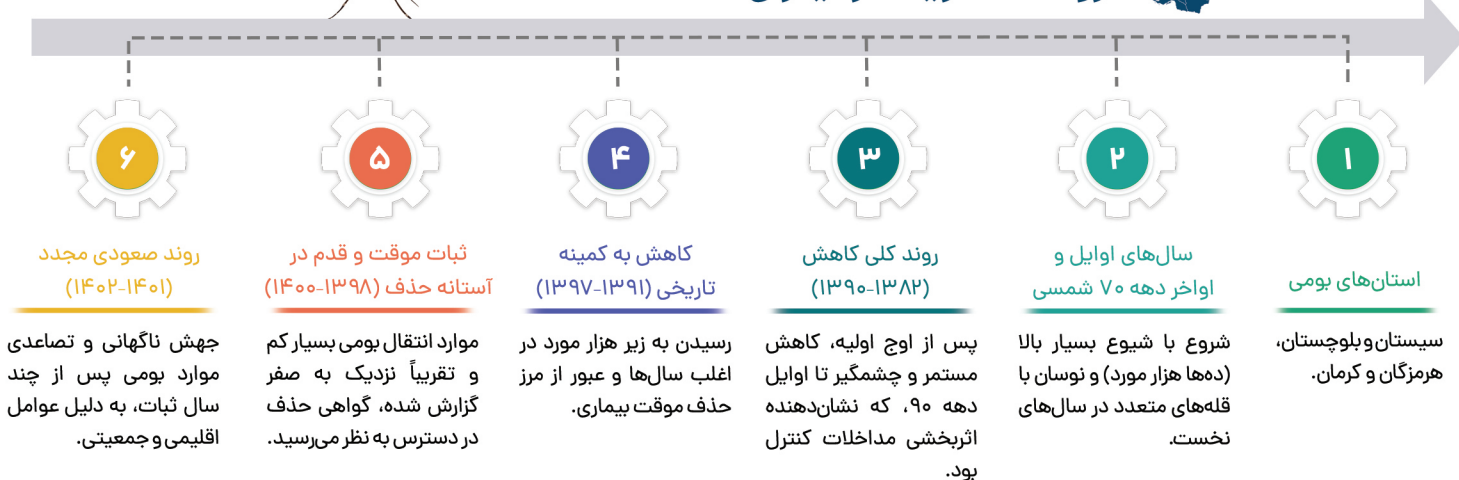 ۱
استان‌های بومی
سیستان‌وبلوچستان،
هرمزگان و کرمان.
۲
سال‌های اوایل و
اواخر دهه ۷۰ شمسی
شروع با شیوع بسیار بالا
(ده‌ها هزار مورد) و نوسان با
قله‌های متعدد در سال‌های
نخست.
۳
روند کلی کاهش
(۱۳۸۲-۱۳۹۰)
پس از اوج اولیه، کاهش
مستمر و چشمگیر تا اوایل
دهه ۹۰، که نشان‌دهنده
اثربخشی مداخلات کنترل
بود.
۴
کاهش به کمینه
تاریخی (۱۳۹۱-۱۳۹۷)
رسیدن به زیر هزار مورد در
اغلب سال‌ها و عبور از مرز
حذف موقت بیماری.
۵
ثبات موقت و قدم در
آستانه حذف (۱۳۹۸-۱۴۰۰)
موارد انتقال بومی بسیار کم
و تقریباً نزدیک به صفر
گزارش شده، گواهی حذف
در دسترس به نظر می‌رسید.
۶
روند صعودی مجدد
(۱۴۰۱-۱۴۰۲)
جهش ناگهانی و تصاعدی
موارد بومی پس از چند
سال ثبات، به دلیل عوامل
اقلیمی و جمعیتی.